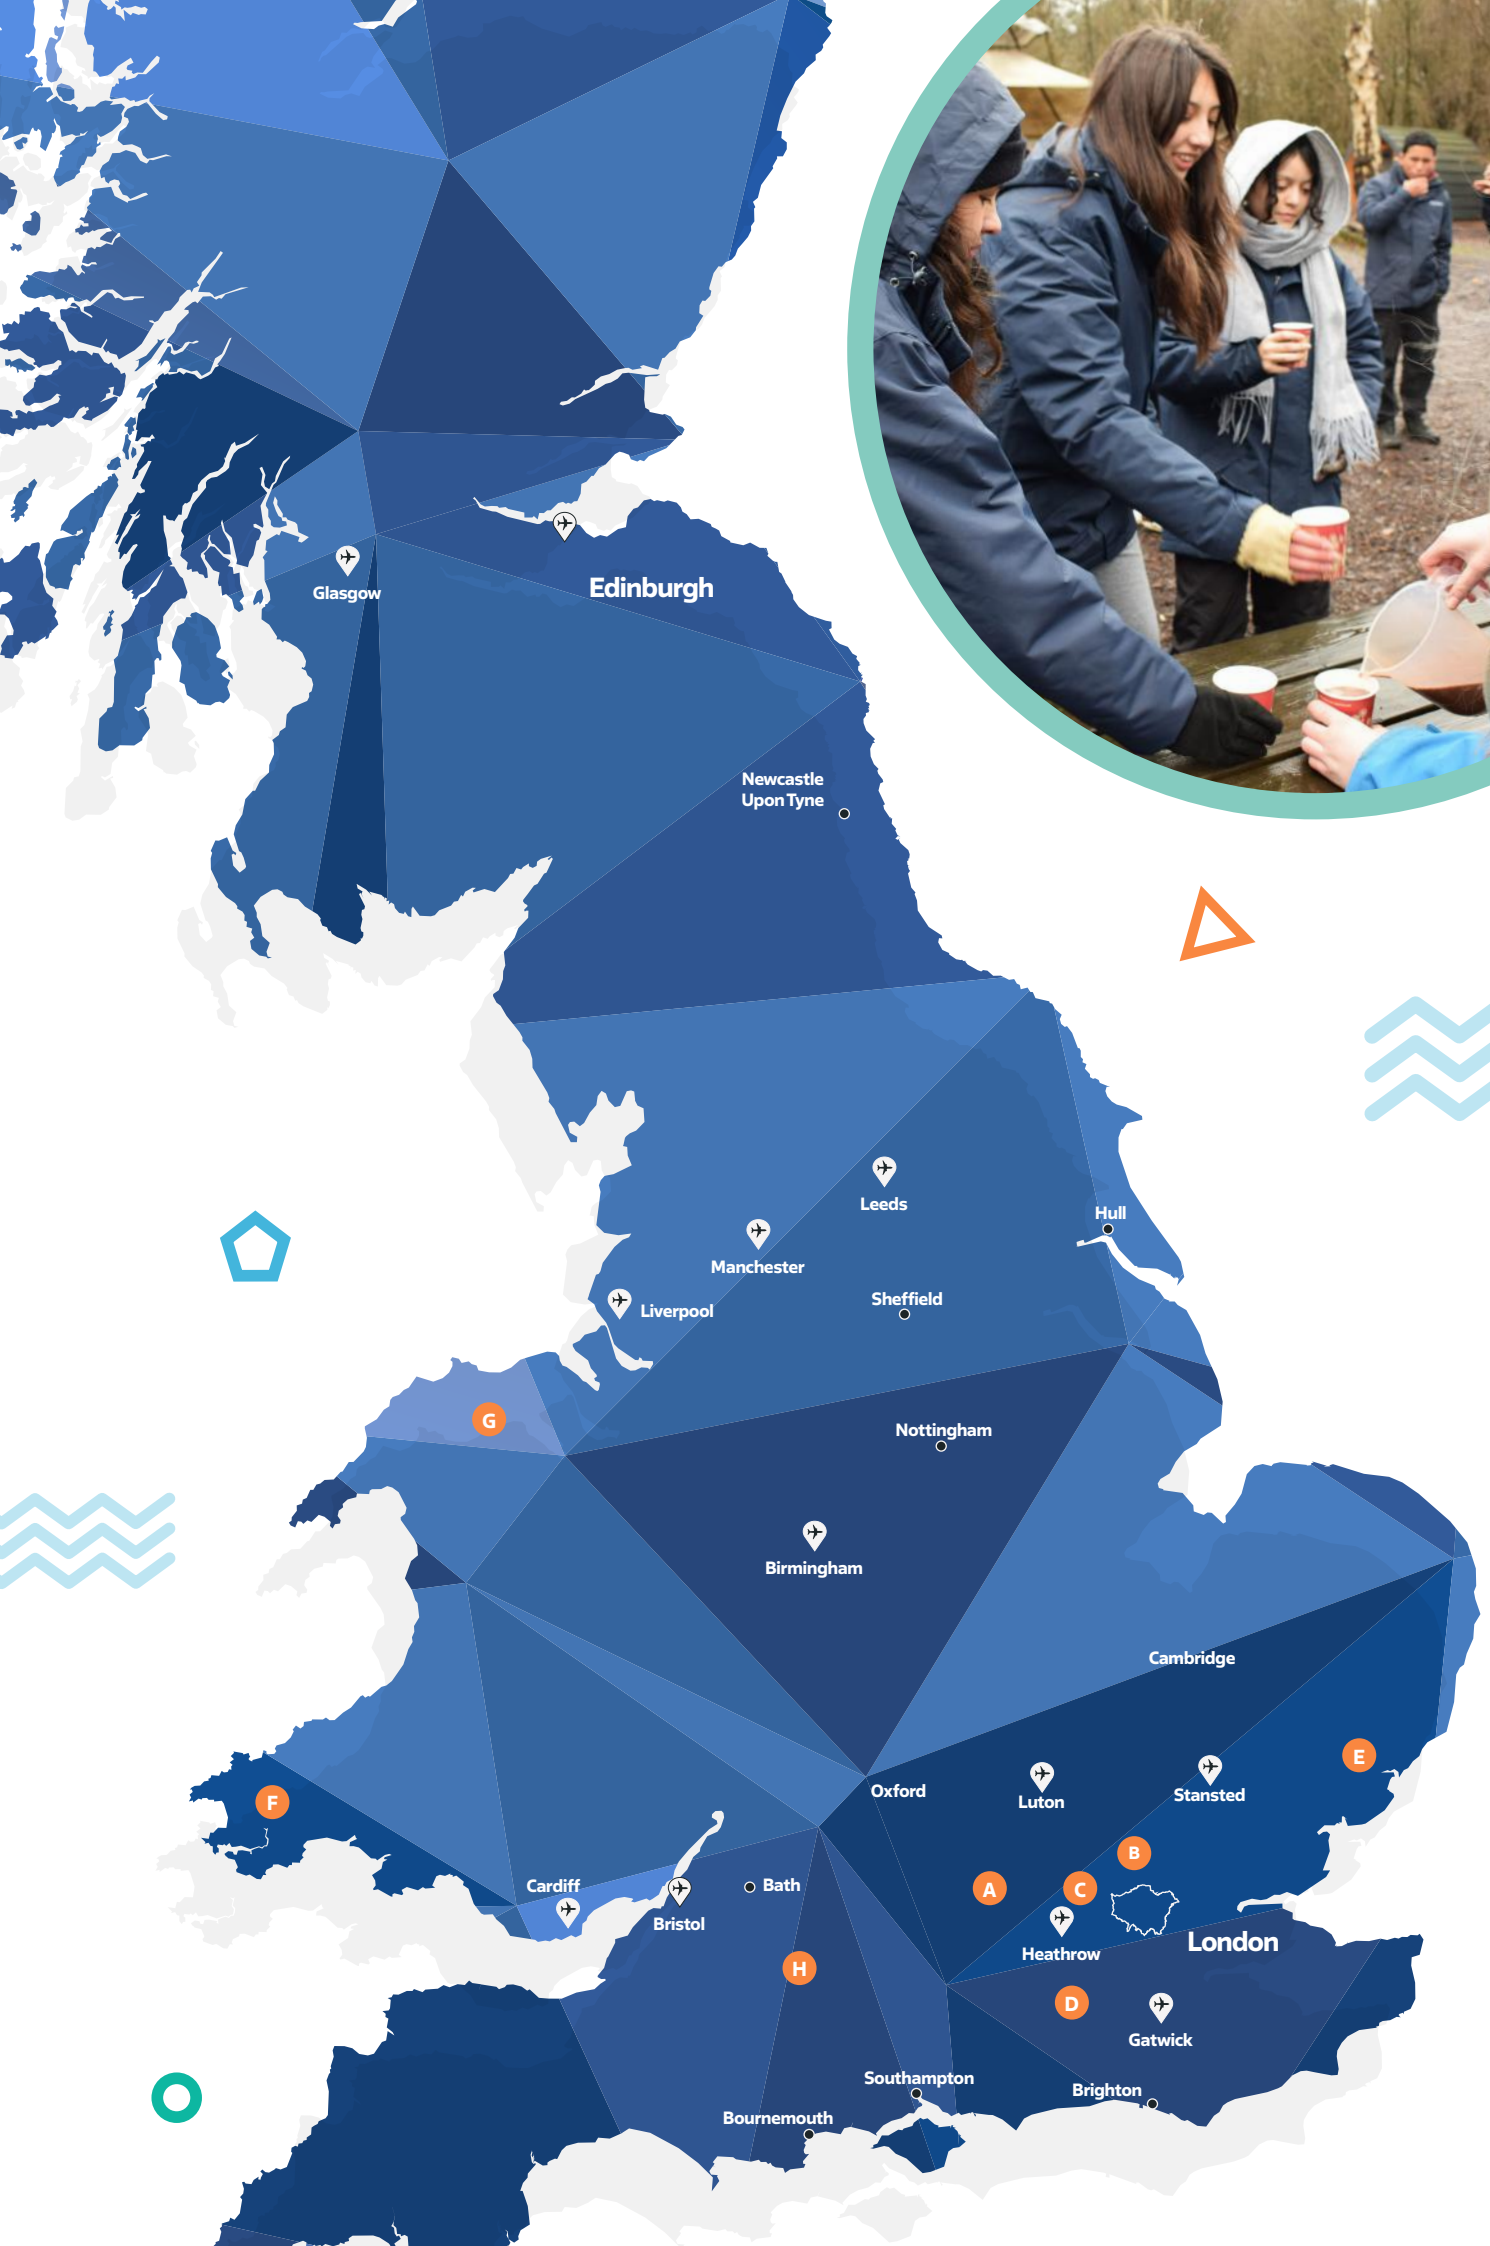 Edinburgh
Glasgow
Newcastle
Upon Tyne
Leeds
Hull
Manchester
Sheffield
Liverpool
G
Nottingham
Birmingham
Cambridge
E
Oxford
Luton
Stansted
F
B
Cardiff
Bath
A
C
Bristol
London
Heathrow
H
D
Gatwick
Southampton
Brighton
Bournemouth